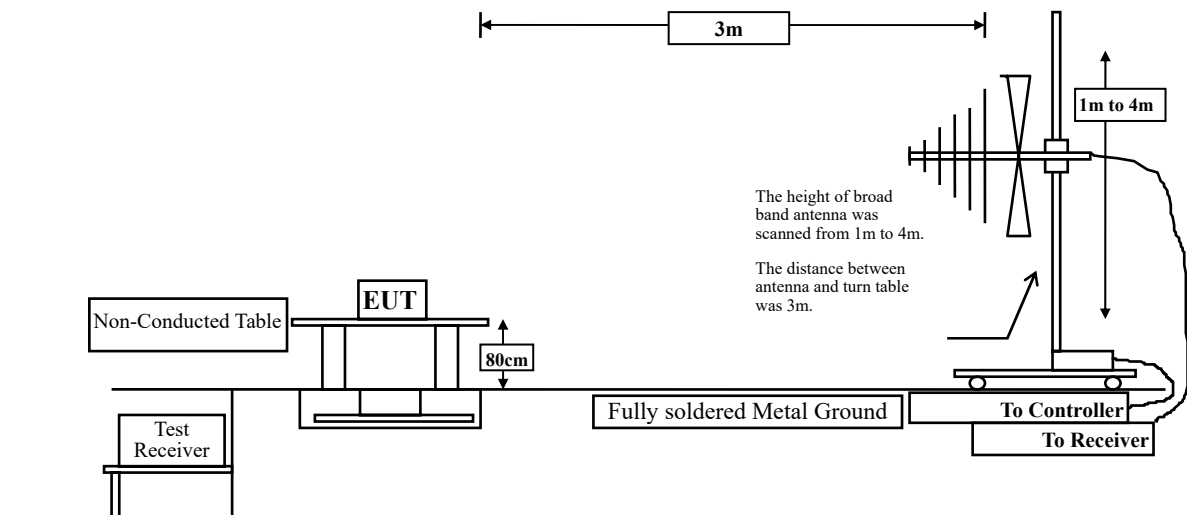 3m
1m to 4m
The height of broad
band antenna was
scanned from 1m to 4m.
The distance between
antenna and turn table
was 3m.
EUT
Non-Conducted Table
80cm
Fully soldered Metal Ground
To Controller
To Receiver
Test
Receiver